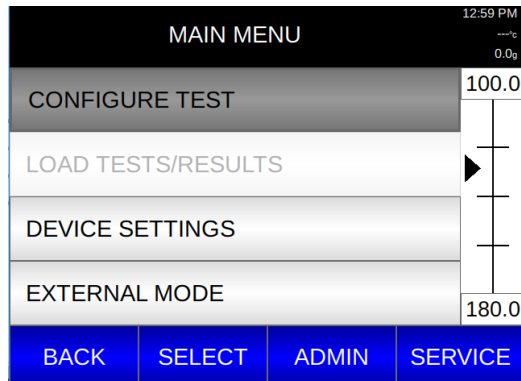 MAIN MENU
12:59 PM
---°c
0.0g
CONFIGURE TEST
100.0
LOAD TESTS/RESULTS
DEVICE SETTINGS
EXTERNAL MODE
180.0
BACK SELECT ADMIN SERVICE